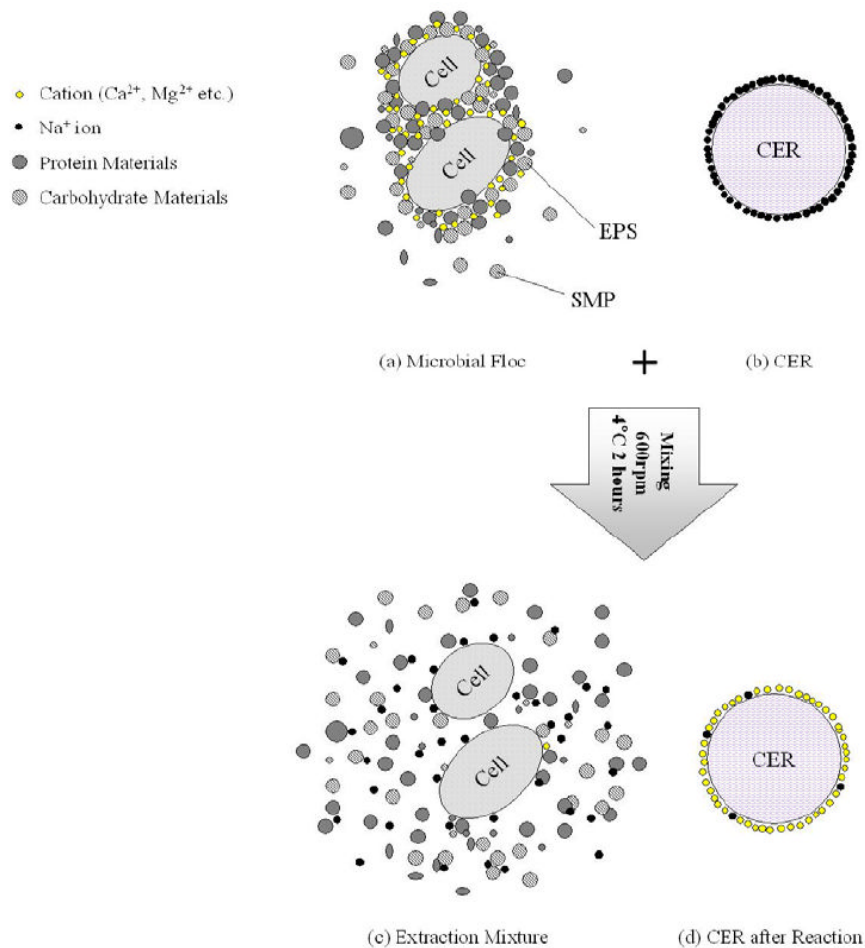 Cation (Ca²⁺, Mg²⁺ etc.)
Na⁺ ion
Protein Materials
Carbohydrate Materials
Cell
Cell
EPS
SMP
CER
(a) Microbial Floc
+
(b) CER
Mixing
600rpm
4°C 2 hours
Cell
Cell
CER
(c) Extraction Mixture
(d) CER after Reaction